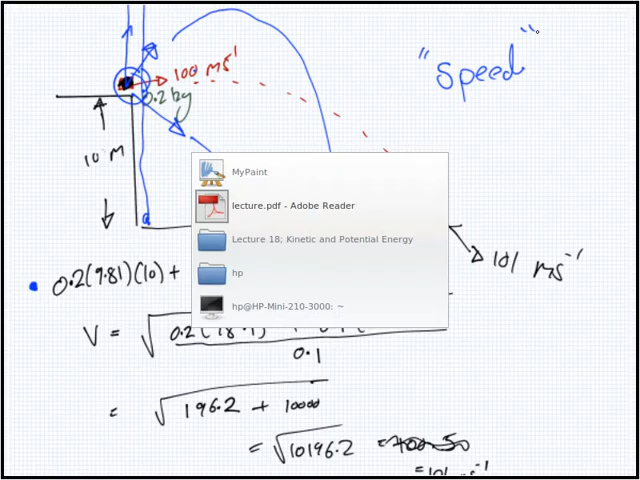 "Speed"
100 ms⁻¹
0.2 kg
10 M
MyPaint
lecture.pdf - Adobe Reader
Lecture 18; Kinetic and Potential Energy
hp
hp@HP-Mini-210-3000: ~
101 ms⁻¹
0.2(9.81)(10) +
V = √
0.1
= √196.2 + 10000
= √10196.2